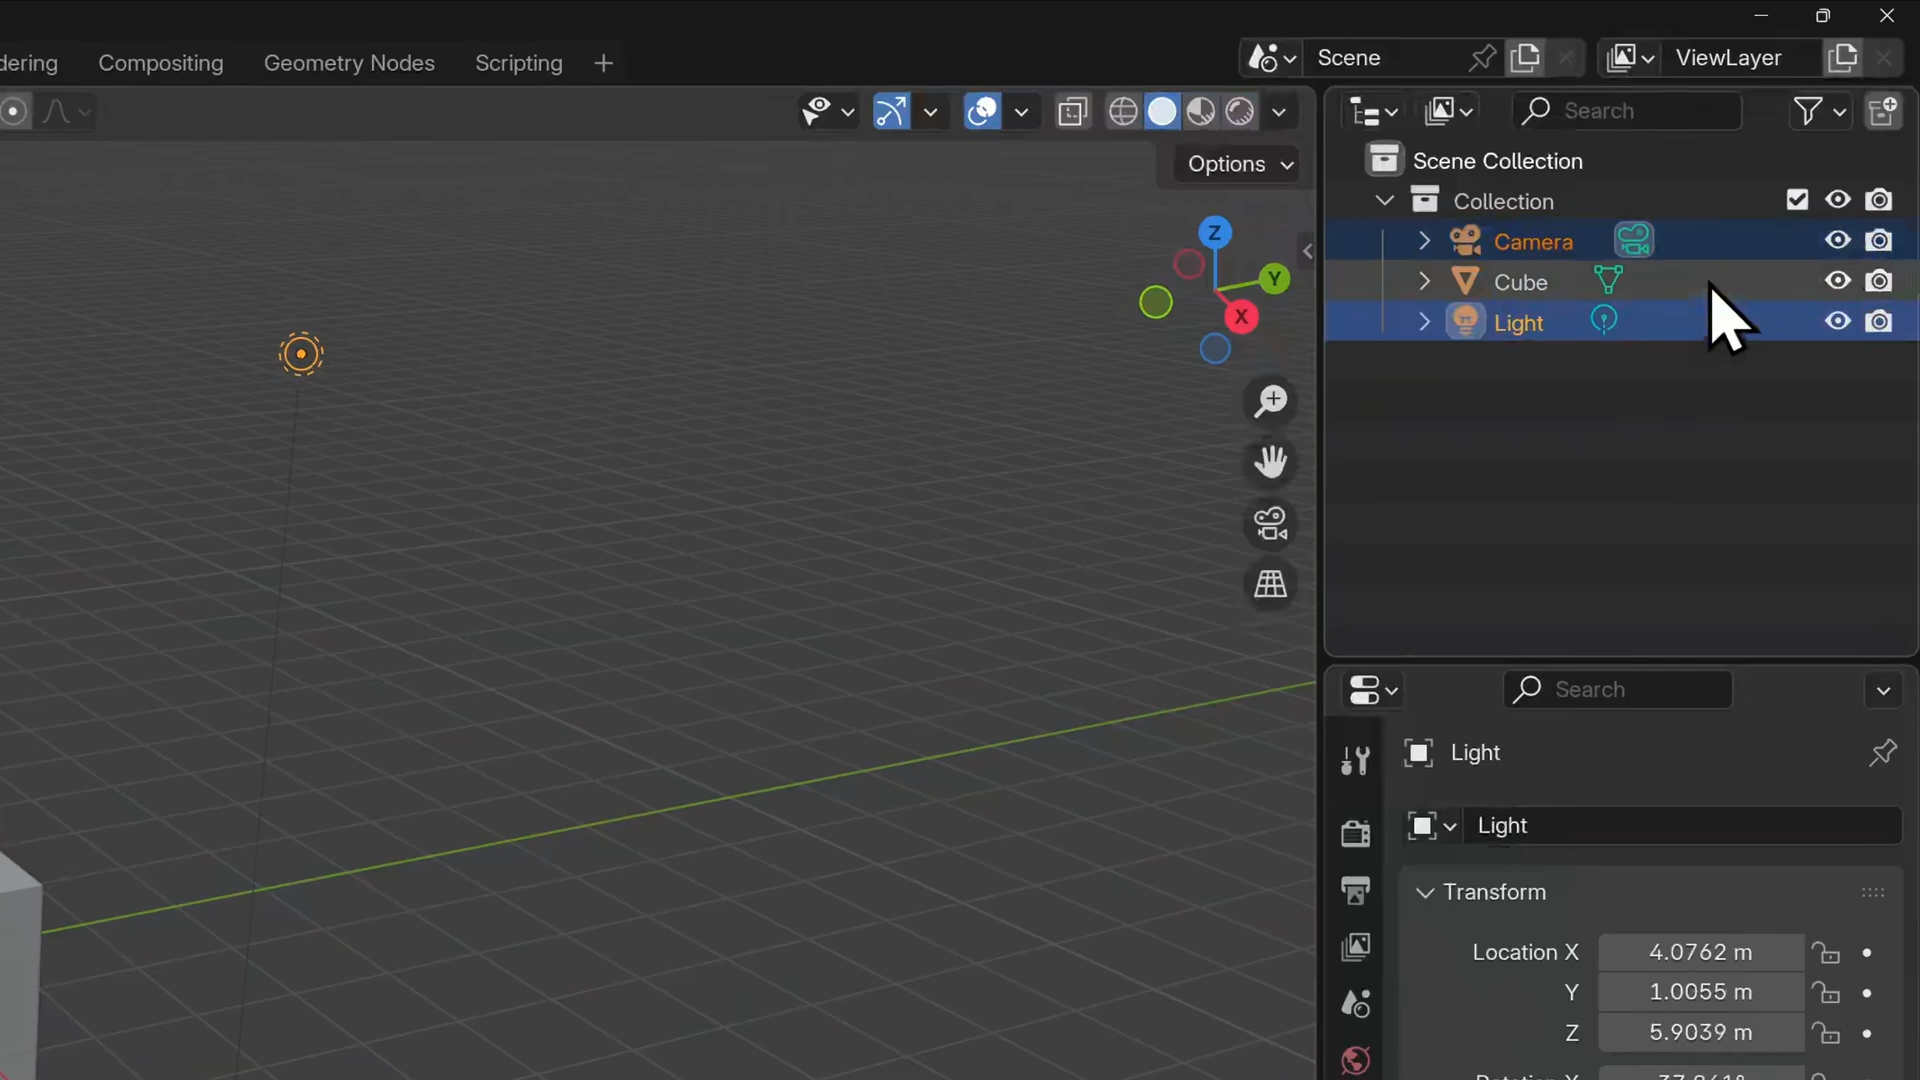 dering Compositing Geometry Nodes Scripting +
Scene
ViewLayer
Search
Options
Scene Collection
Collection
Camera
Cube
Light
Z
Y
X
Search
Light
Light
Transform
Location X 4.0762 m
Y 1.0055 m
Z 5.9039 m